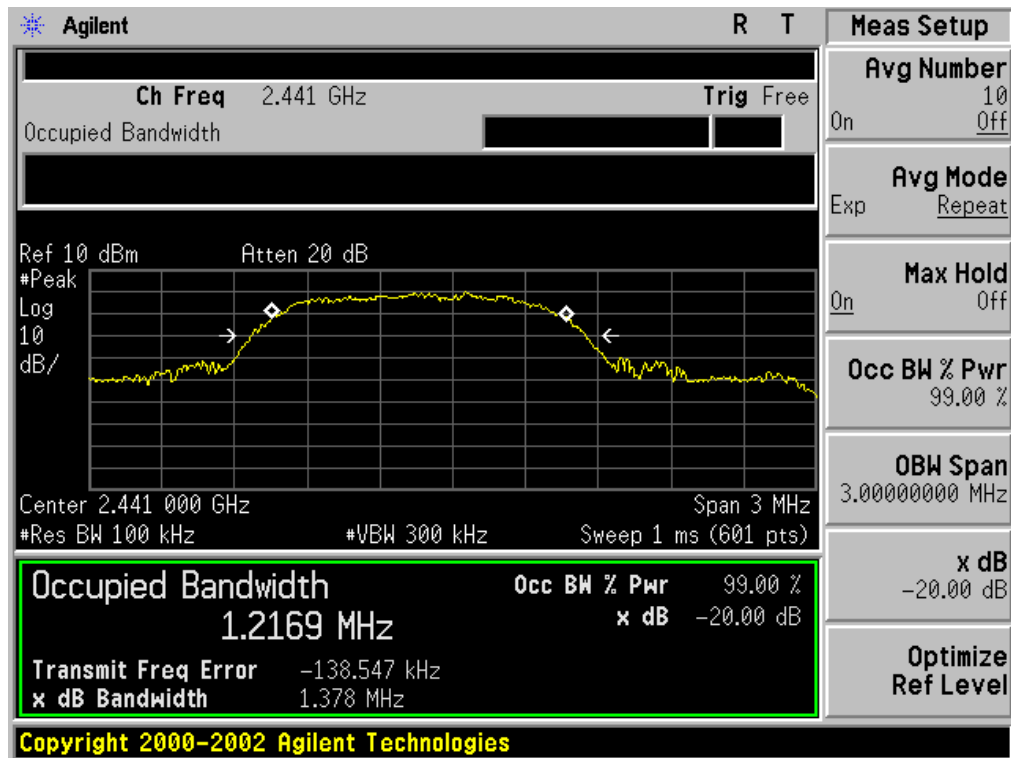 Agilent R T Meas Setup
Ch Freq 2.441 GHz Trig Free
Occupied Bandwidth
Ref 10 dBm Atten 20 dB
#Peak
Log
10
dB/
Center 2.441 000 GHz Span 3 MHz
#Res BW 100 kHz #VBW 300 kHz Sweep 1 ms (601 pts)
Occupied Bandwidth Occ BW % Pwr 99.00 %
1.2169 MHz x dB -20.00 dB
Transmit Freq Error -138.547 kHz
x dB Bandwidth 1.378 MHz
Avg Number
10
On Off
Avg Mode
Exp Repeat
Max Hold
On Off
Occ BW % Pwr
99.00 %
OBW Span
3.00000000 MHz
x dB
-20.00 dB
Optimize
Ref Level
Copyright 2000-2002 Agilent Technologies